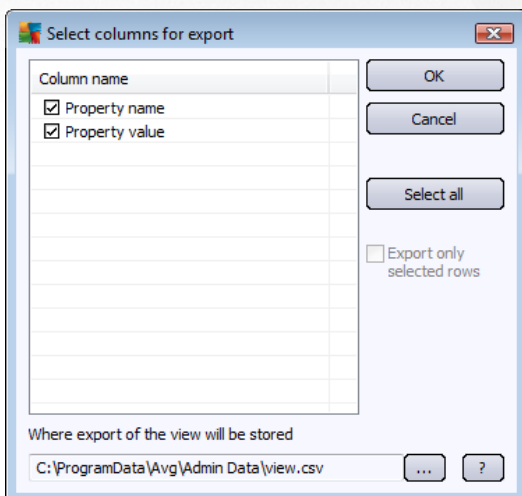 Select columns for export
Column name
Property name
Property value
OK
Cancel
Select all
Export only
selected rows
Where export of the view will be stored
C:\ProgramData\Avg\Admin Data\view.csv
...
?